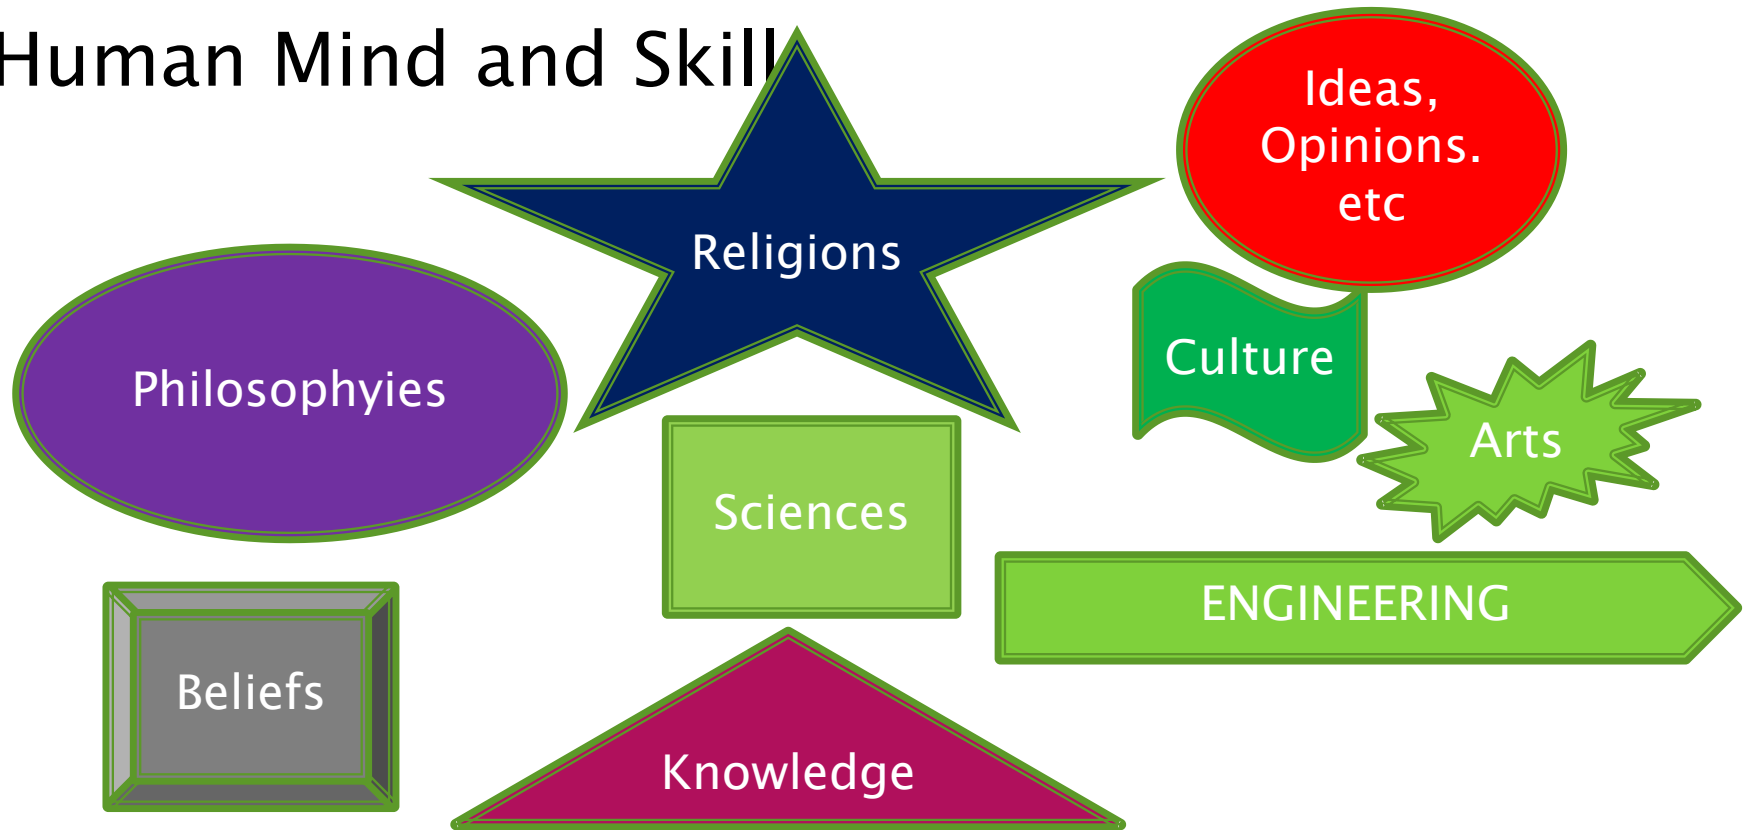 Human Mind and Skill
Ideas,
Opinions.
etc
Religions
Philosophyies
Culture
Arts
Sciences
ENGINEERING
Beliefs
Knowledge